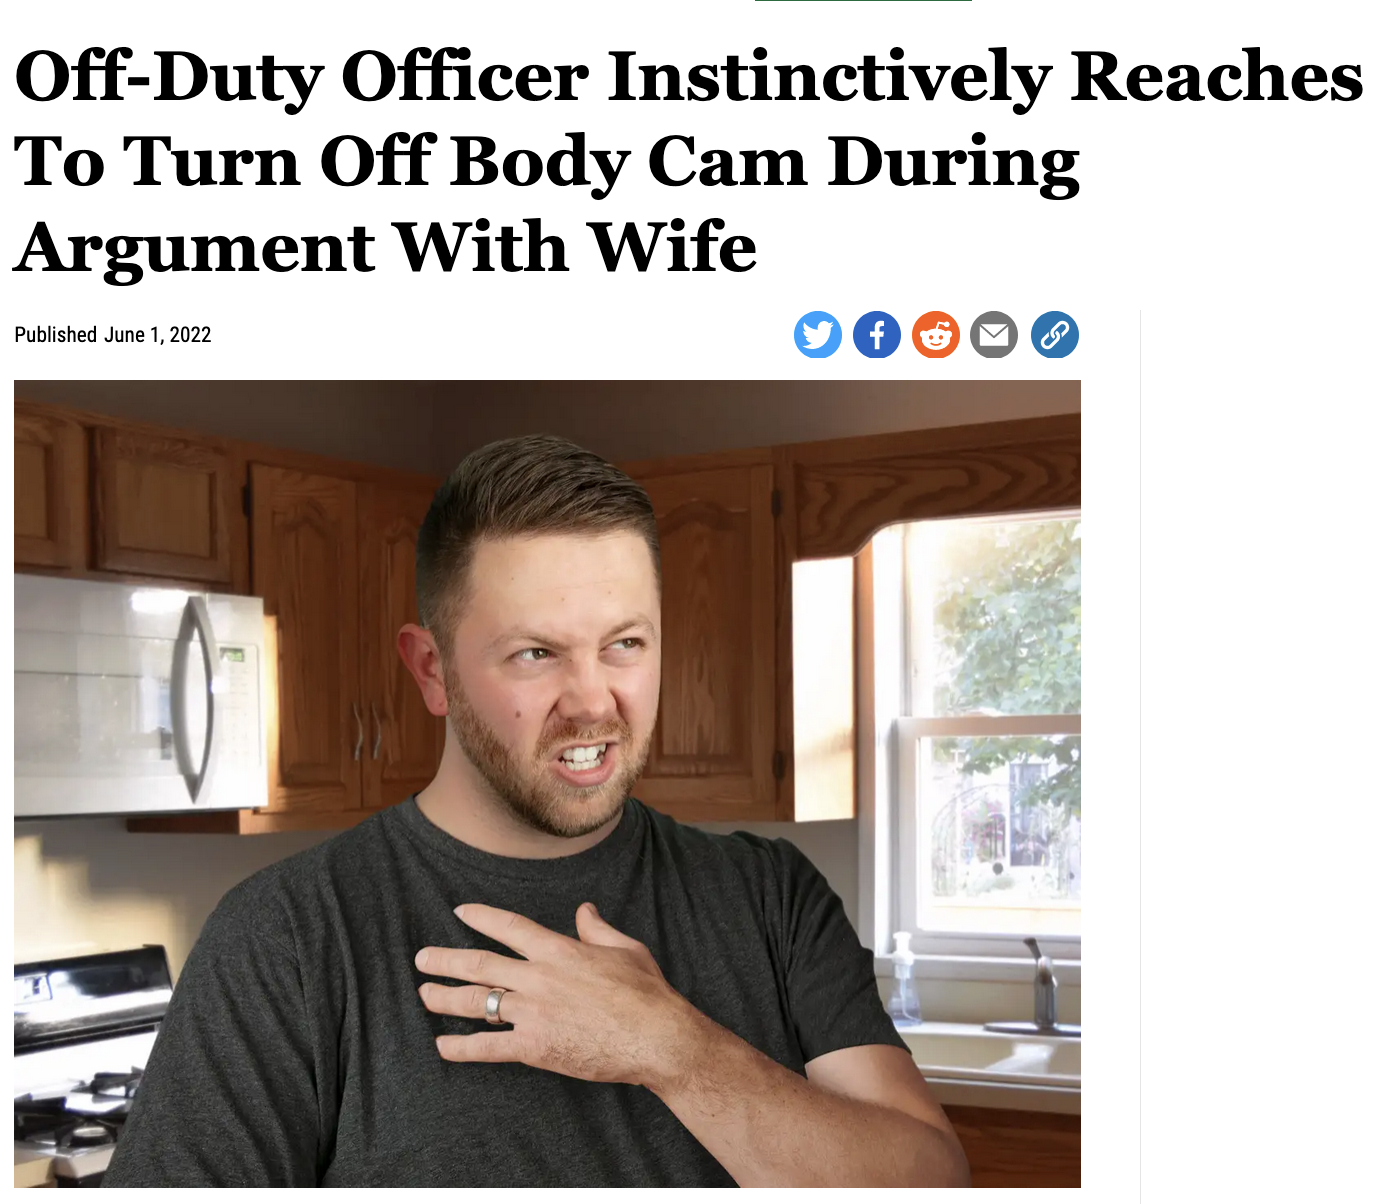 Off-Duty Officer Instinctively Reaches
To Turn Off Body Cam During
Argument With Wife
Published June 1, 2022